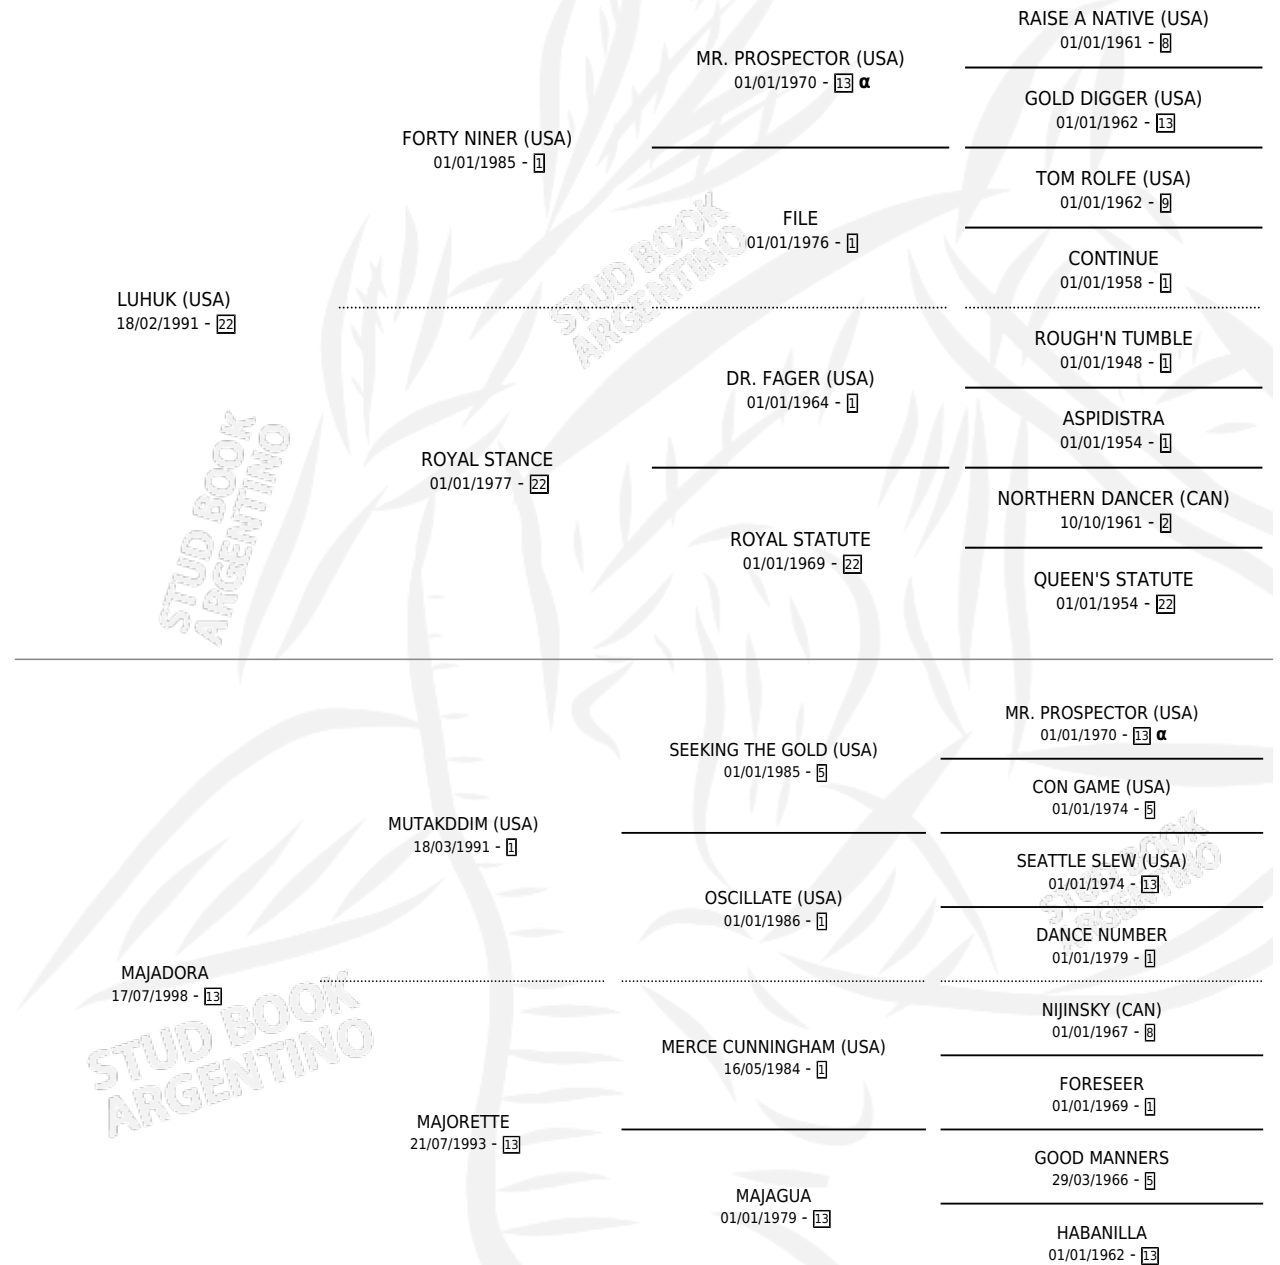 RAISE A NATIVE (USA)
01/01/1961 - 8
MR. PROSPECTOR (USA)
01/01/1970 - 13 α
GOLD DIGGER (USA)
01/01/1962 - 13
FORTY NINER (USA)
01/01/1985 - 1
TOM ROLFE (USA)
01/01/1962 - 9
FILE
01/01/1976 - 1
CONTINUE
01/01/1958 - 1
LUHUK (USA)
18/02/1991 - 22
ROUGH'N TUMBLE
01/01/1948 - 1
DR. FAGER (USA)
01/01/1964 - 1
ASPIDISTRA
01/01/1954 - 1
ROYAL STANCE
01/01/1977 - 22
NORTHERN DANCER (CAN)
10/10/1961 - 2
ROYAL STATUTE
01/01/1969 - 22
QUEEN'S STATUTE
01/01/1954 - 22
MR. PROSPECTOR (USA)
01/01/1970 - 13 α
SEEKING THE GOLD (USA)
01/01/1985 - 5
CON GAME (USA)
01/01/1974 - 5
MUTAKDDIM (USA)
18/03/1991 - 1
SEATTLE SLEW (USA)
01/01/1974 - 13
OSCILLATE (USA)
01/01/1986 - 1
DANCE NUMBER
01/01/1979 - 1
MAJADORA
17/07/1998 - 13
NIJINSKY (CAN)
01/01/1967 - 8
MERCE CUNNINGHAM (USA)
16/05/1984 - 1
FORESEER
01/01/1969 - 1
MAJORETTE
21/07/1993 - 13
GOOD MANNERS
29/03/1966 - 5
MAJAGUA
01/01/1979 - 13
HABANILLA
01/01/1962 - 13
STUD BOOK
ARGENTINO
STUD BOOK
ARGENTINO
STUD BOOK
ARGENTINO
STUD BOOK
ARGENTINO